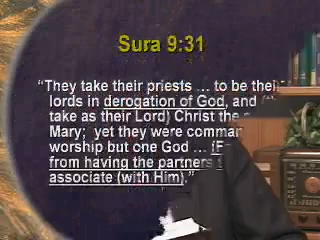 Sura 9:31
“They take their priests … to be their
lords in derogation of God, and
take as their Lord) Christ the
Mary; yet they were
worship but one God …
from having the partners
associate (with Him).”